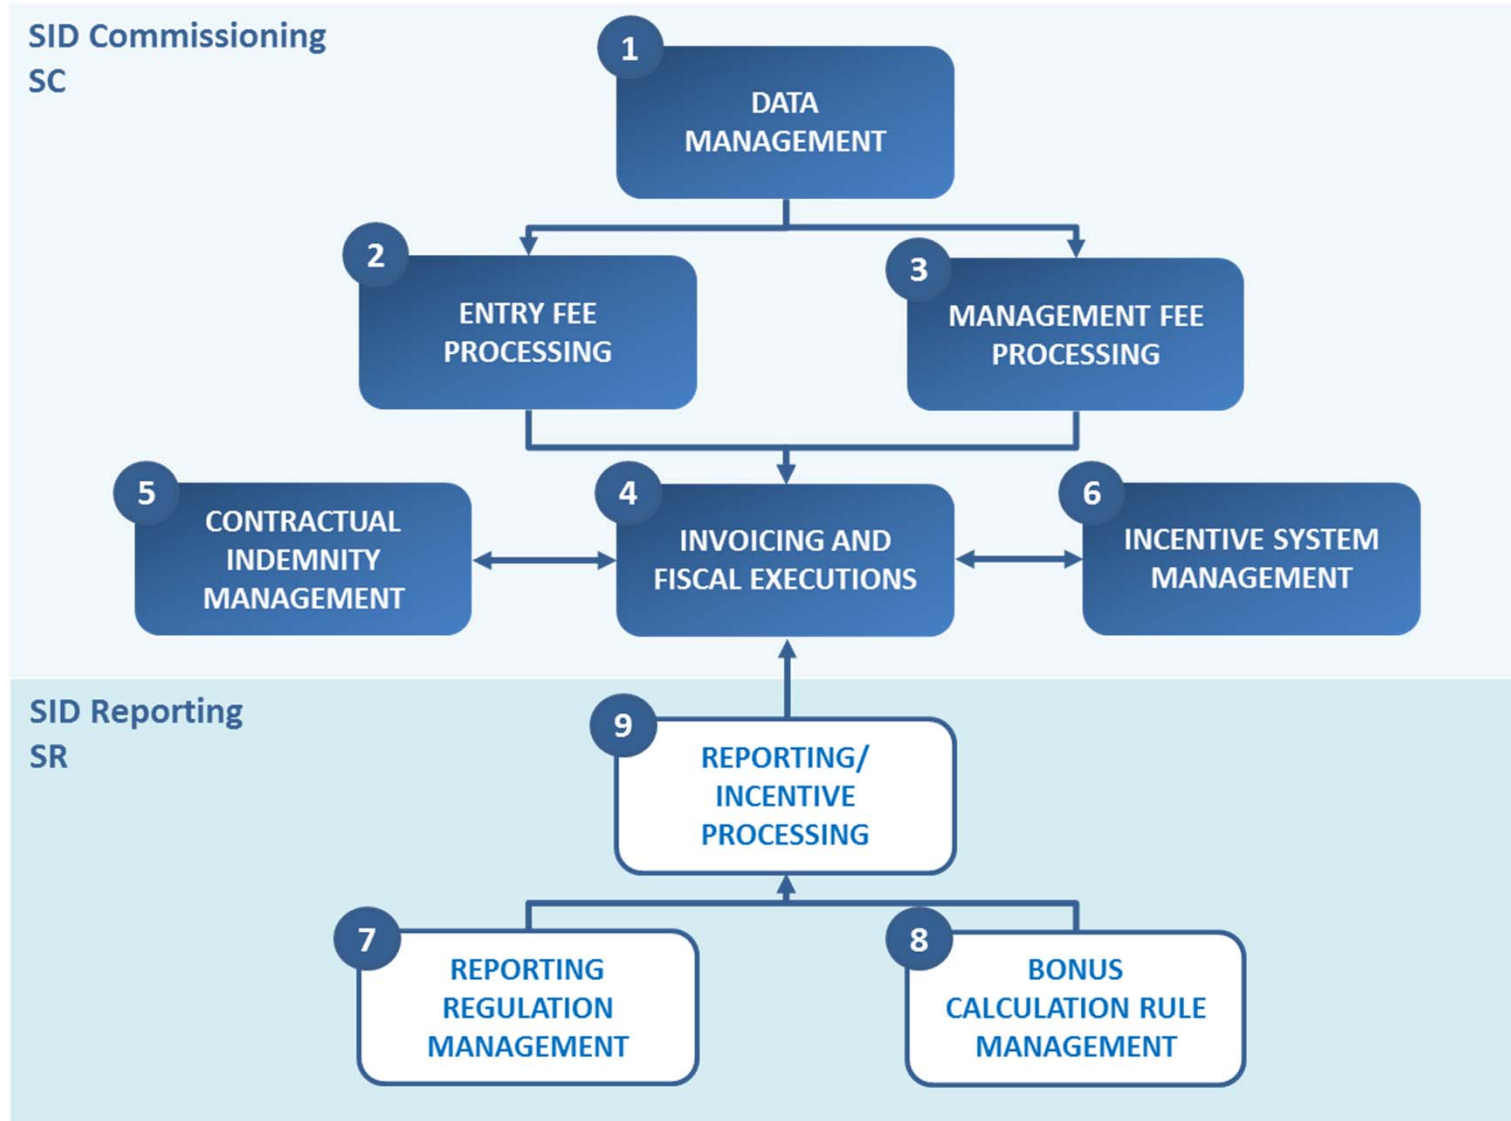 SID Commissioning
SC
1
DATA
MANAGEMENT
2
ENTRY FEE
PROCESSING
3
MANAGEMENT FEE
PROCESSING
5
CONTRACTUAL
INDEMNITY
MANAGEMENT
4
INVOICING AND
FISCAL EXECUTIONS
6
INCENTIVE SYSTEM
MANAGEMENT
SID Reporting
SR
9
REPORTING/
INCENTIVE
PROCESSING
7
REPORTING
REGULATION
MANAGEMENT
8
BONUS
CALCULATION RULE
MANAGEMENT